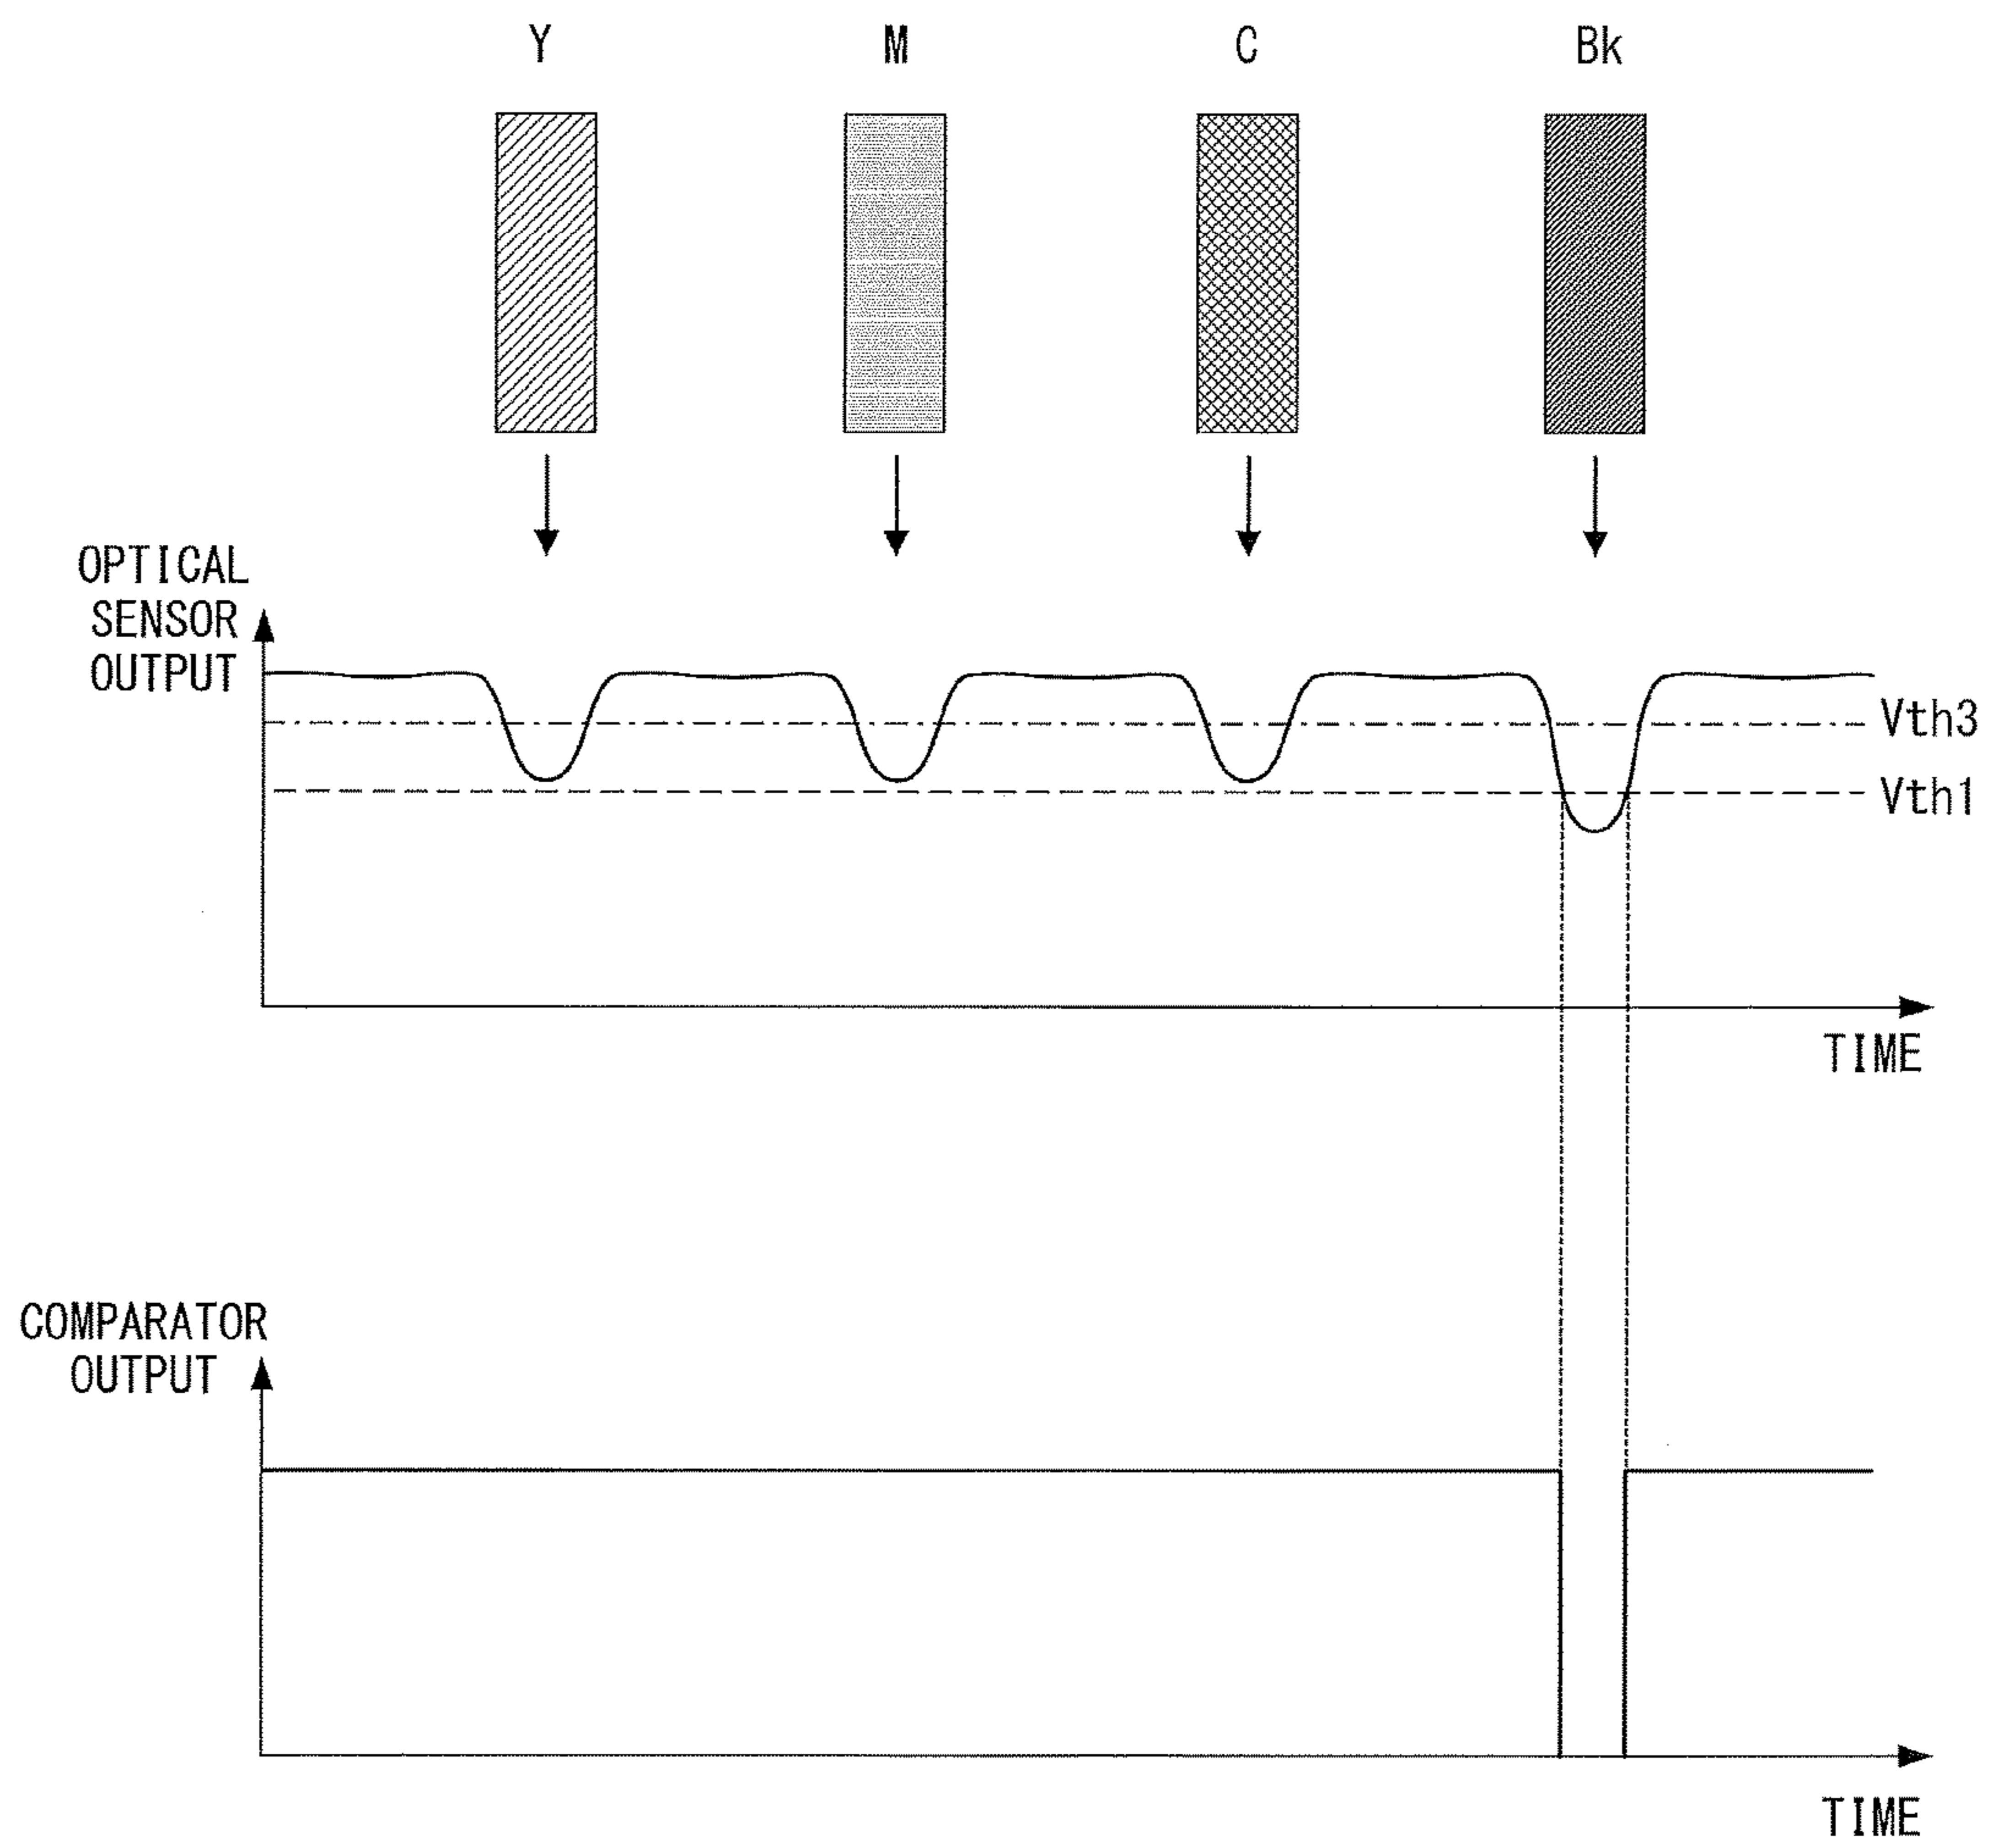 Y
M
C
Bk
OPTICAL
SENSOR
OUTPUT
Vth3
Vth1
TIME
COMPARATOR
OUTPUT
TIME